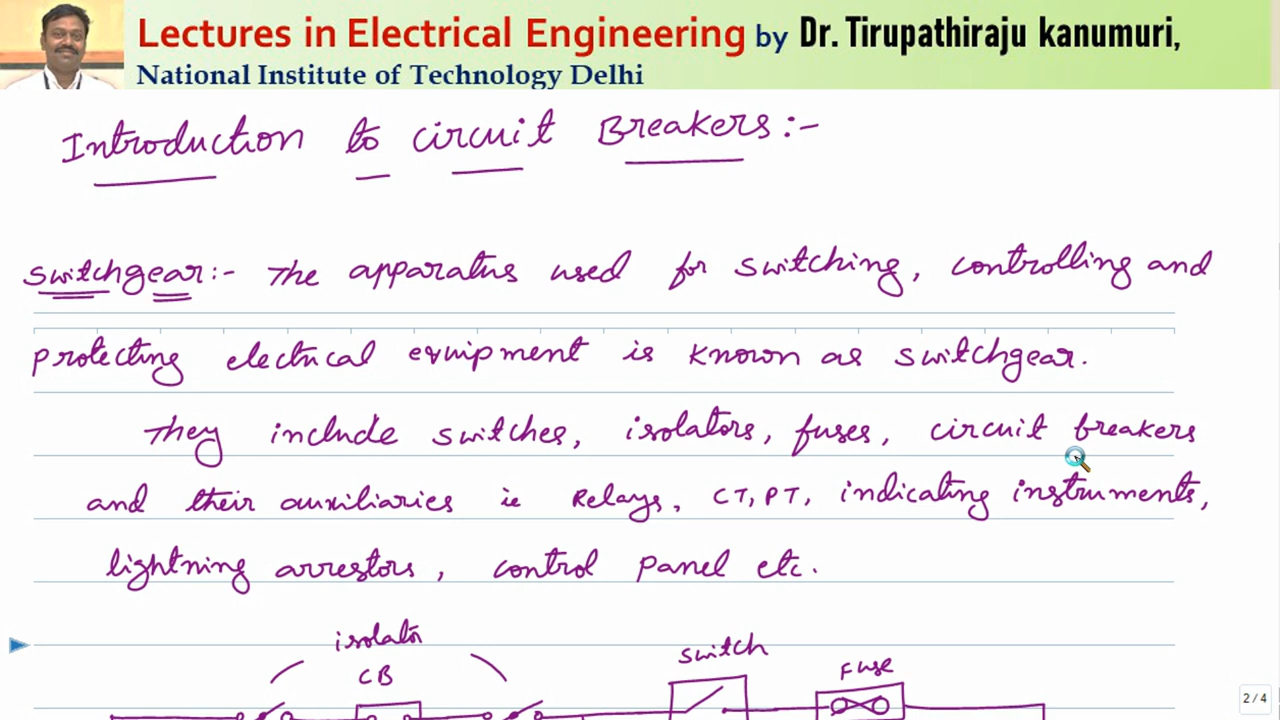 Lectures in Electrical Engineering by Dr. Tirupathiraju kanumuri,
National Institute of Technology Delhi
Introduction to circuit Breakers:-
switchgear:- The apparatus used for switching, controlling and
protecting electrical equipment is known as switchgear.
They include switches, isolators, fuses, circuit breakers
and their auxiliaries ie Relays, CT, PT, indicating instruments,
lightning arrestors, control panel etc.
isolator
switch
CB
Fuse
2 / 4